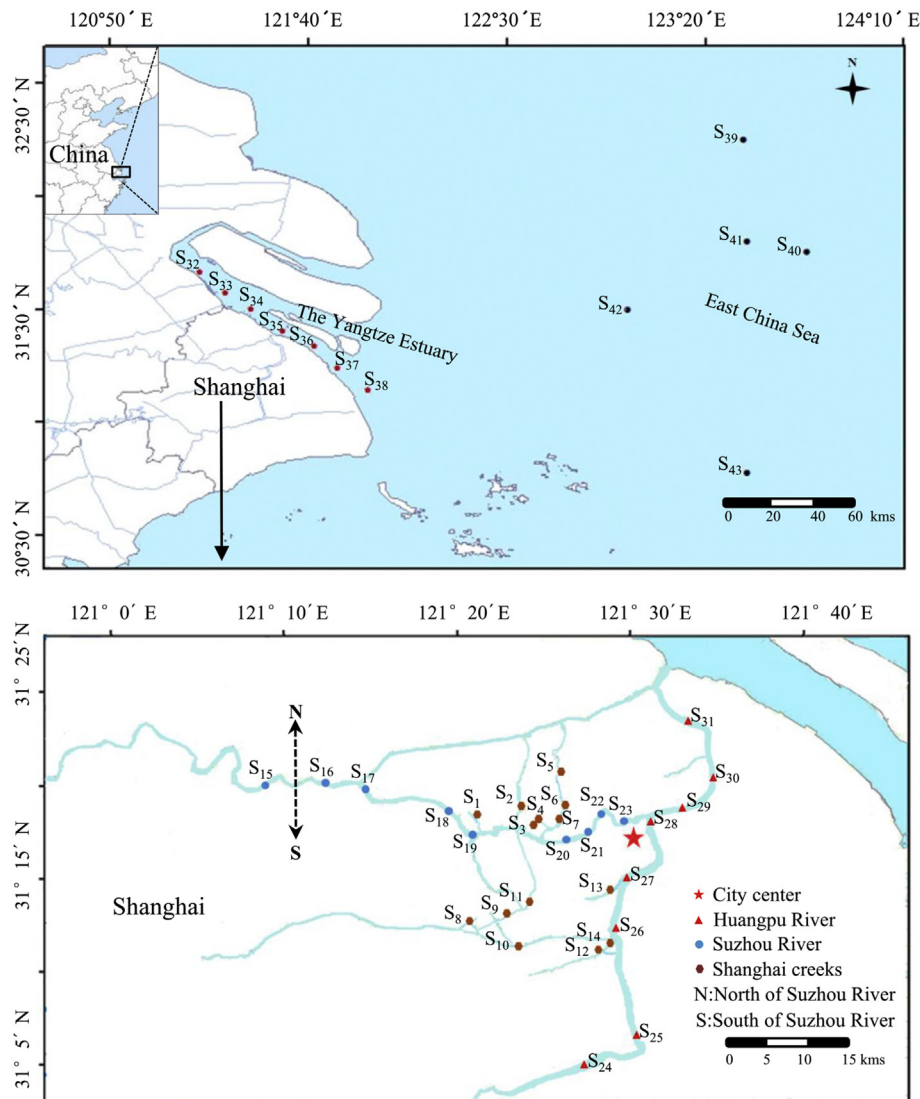 120°50′ E 121°40′ E 122°30′ E 123°20′ E 124°10′ E
32°30′ N
31°30′ N
30°30′ N
China
N
S39
S41
S40
S42
S43
S32
S33
S34
S35
S36
S37
S38
The Yangtze Estuary
East China Sea
Shanghai
0 20 40 60 kms
121° 0′ E 121° 10′ E 121° 20′ E 121° 30′ E 121° 40′ E
31° 25′ N
31° 15′ N
31° 5′ N
N
S
S15
S16
S17
S18
S19
S1
S2
S3
S4
S5
S6
S7
S20
S21
S22
S23
S31
S30
S29
S28
S27
S13
S11
S9
S8
S10
S14
S12
S26
S25
S24
Shanghai
City center
Huangpu River
Suzhou River
Shanghai creeks
N:North of Suzhou River
S:South of Suzhou River
0 5 10 15 kms